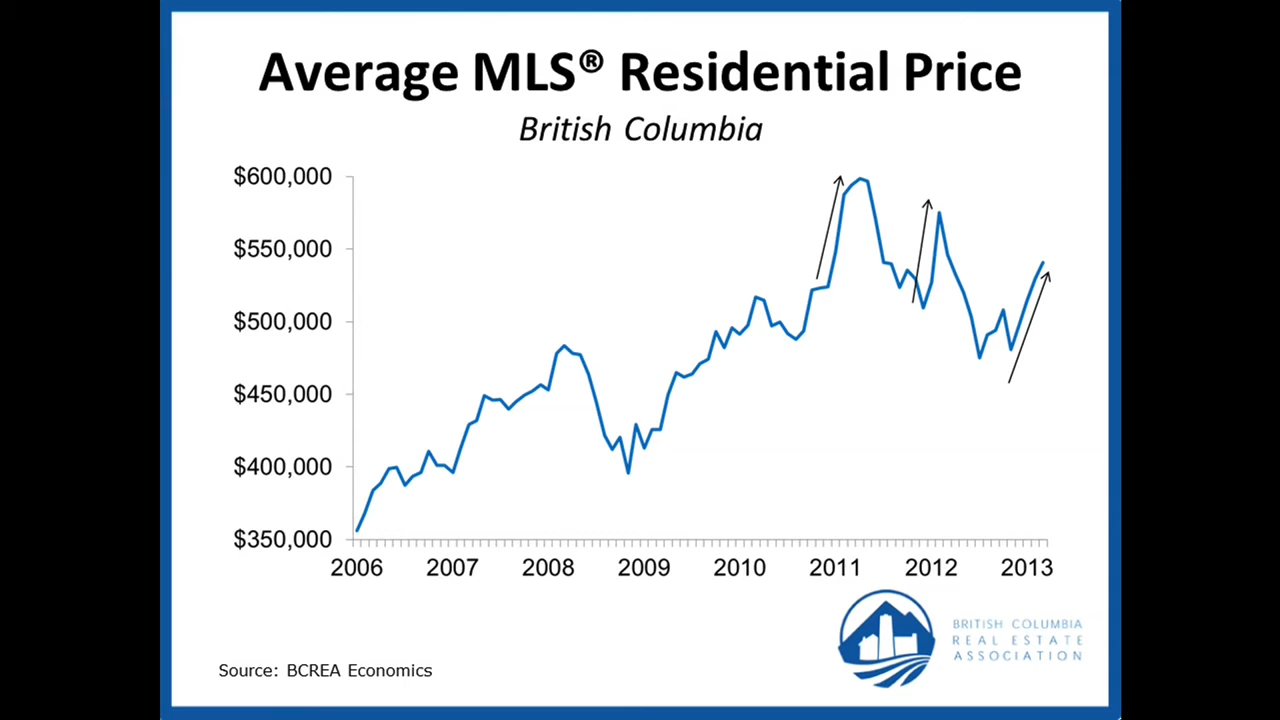 Average MLS® Residential Price
British Columbia
$600,000
$550,000
$500,000
$450,000
$400,000
$350,000
2006 2007 2008 2009 2010 2011 2012 2013
BRITISH COLUMBIA
REAL ESTATE
ASSOCIATION
Source: BCREA Economics